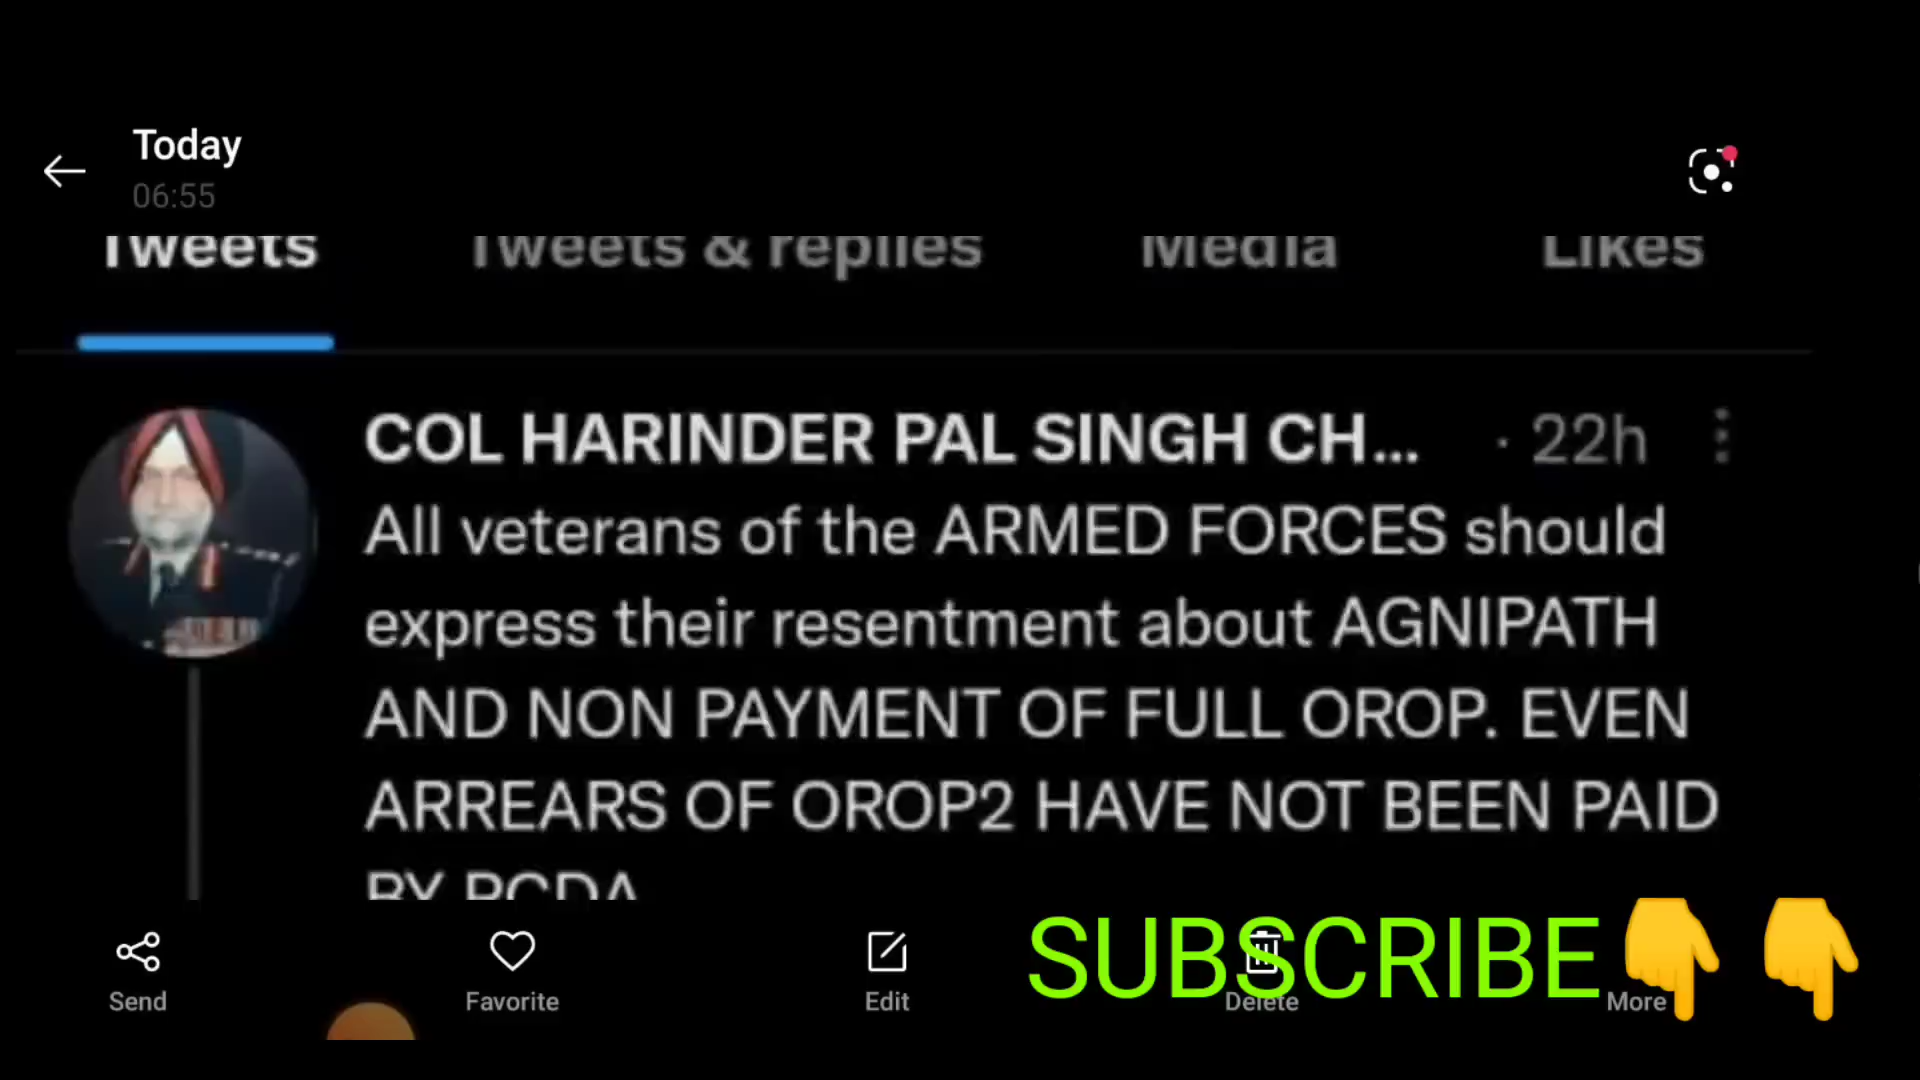 Today
06:55
Tweets Tweets & replies Media Likes
COL HARINDER PAL SINGH CH... · 22h
All veterans of the ARMED FORCES should
express their resentment about AGNIPATH
AND NON PAYMENT OF FULL OROP. EVEN
ARREARS OF OROP2 HAVE NOT BEEN PAID
BY PCDA
SUBSCRIBE
Send Favorite Edit Delete More